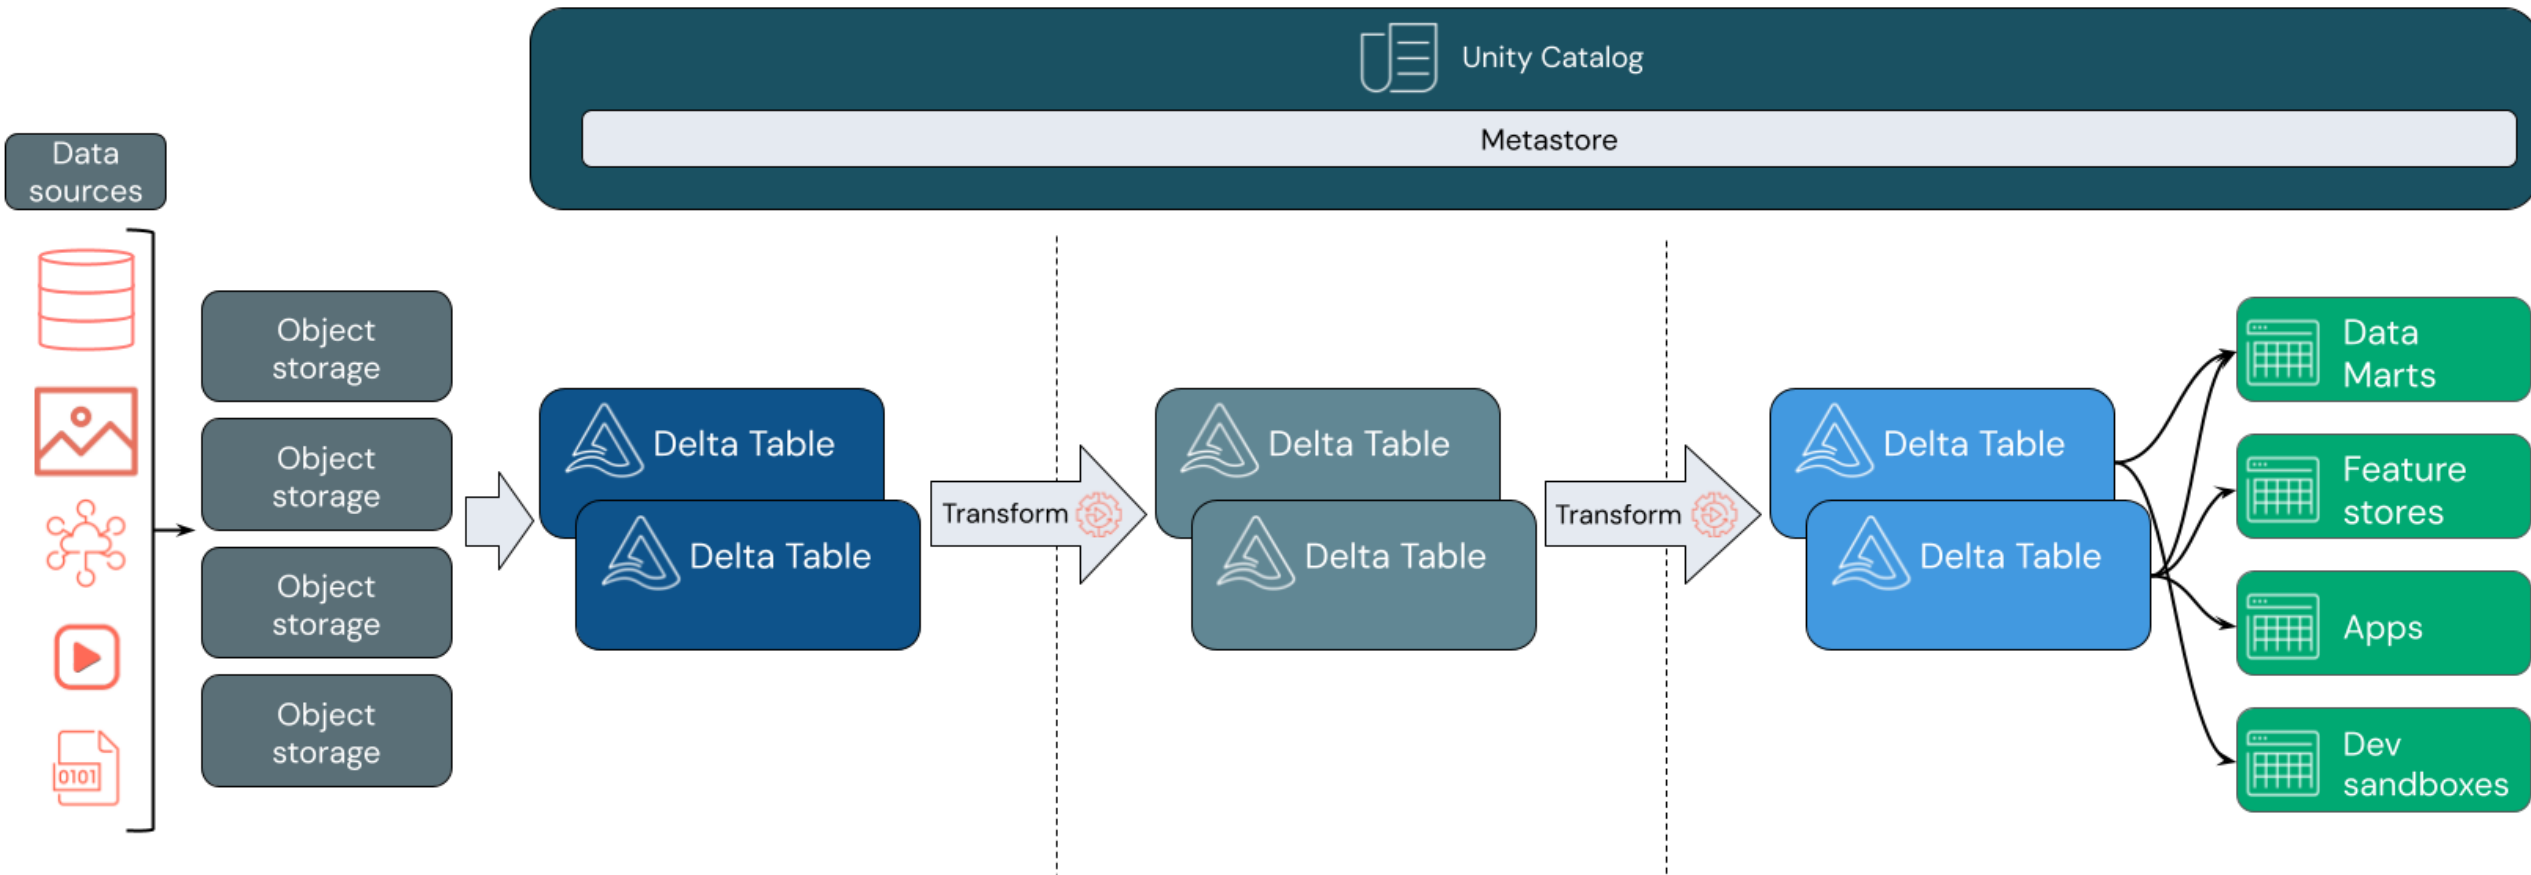 Unity Catalog
Metastore
Data
sources
Object
storage
Object
storage
Object
storage
Object
storage
0101
Delta Table
Delta Table
Transform
Delta Table
Delta Table
Transform
Delta Table
Delta Table
Data
Marts
Feature
stores
Apps
Dev
sandboxes